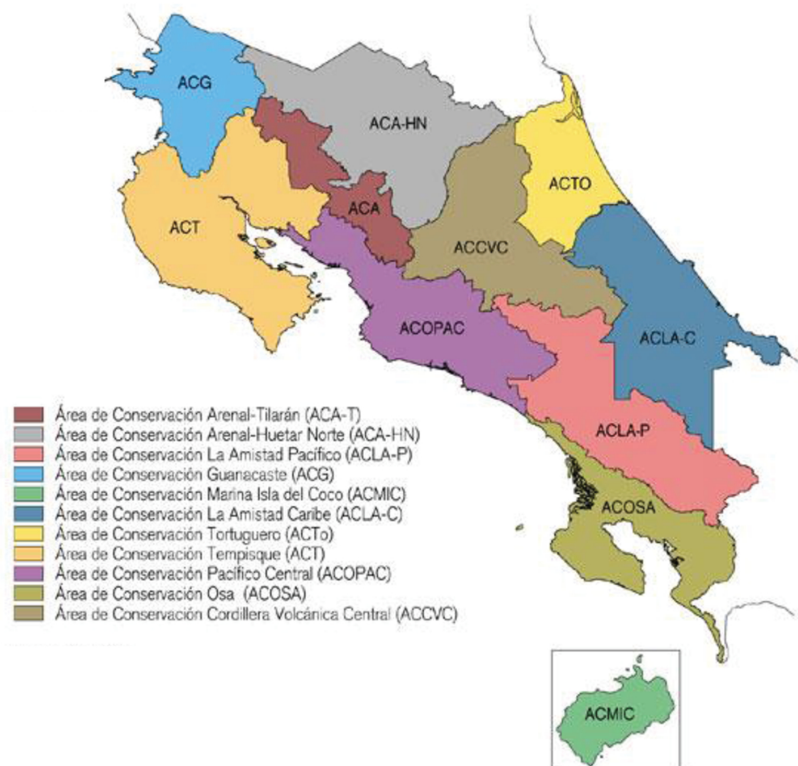 ACG
ACA-HN
ACTO
ACA
ACT
ACCVC
ACOPAC
ACLA-C
ACLA-P
ACOSA
ACMIC
Área de Conservación Arenal-Tilarán (ACA-T)
Área de Conservación Arenal-Huetar Norte (ACA-HN)
Área de Conservación La Amistad Pacífico (ACLA-P)
Área de Conservación Guanacaste (ACG)
Área de Conservación Marina Isla del Coco (ACMIC)
Área de Conservación La Amistad Caribe (ACLA-C)
Área de Conservación Tortuguero (ACTo)
Área de Conservación Tempisque (ACT)
Área de Conservación Pacífico Central (ACOPAC)
Área de Conservación Osa (ACOSA)
Área de Conservación Cordillera Volcánica Central (ACCVC)